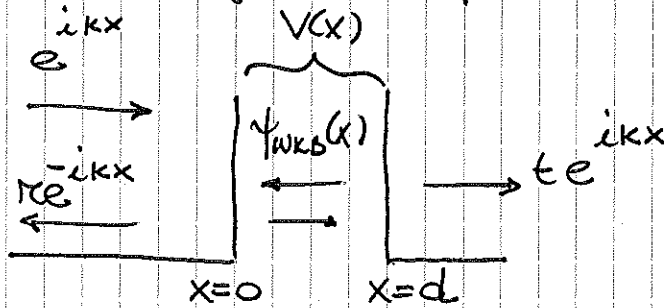 V(x)
e^{ikx}
ψ_{WKB}(x)
re^{-ikx}
te^{ikx}
x=0
x=d